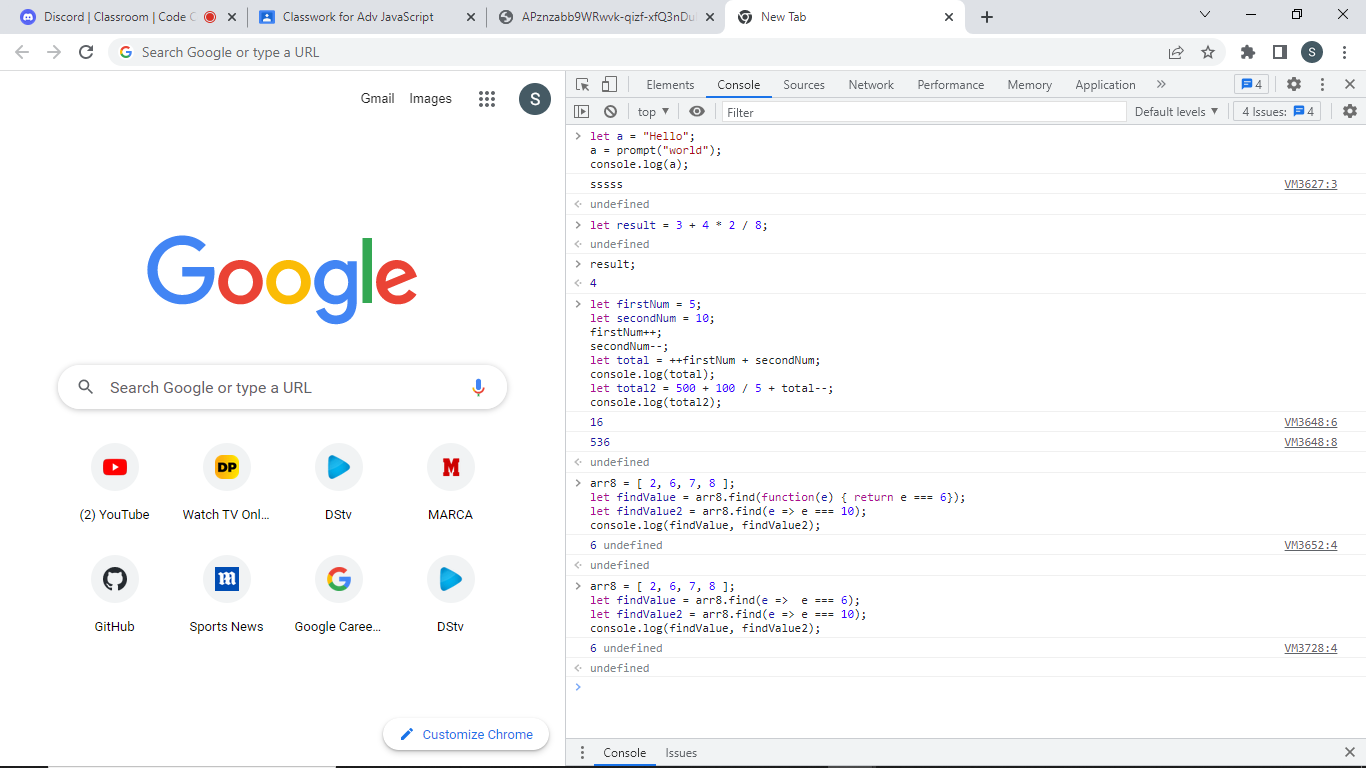 Discord | Classroom | Code C
Classwork for Adv JavaScript
APznzabb9WRwvk-qizf-xfQ3nDu
New Tab
Search Google or type a URL
S
Gmail
Images
S
Google
Search Google or type a URL
(2) YouTube
DP
Watch TV Onl...
DStv
M
MARCA
GitHub
m
Sports News
G
Google Caree...
DStv
Customize Chrome
Elements
Console
Sources
Network
Performance
Memory
Application
»
4
top ▼
Filter
Default levels ▼
4 Issues: 4
> let a = "Hello";
a = prompt("world");
console.log(a);
sssss VM3627:3
undefined
> let result = 3 + 4 * 2 / 8;
undefined
> result;
4
> let firstNum = 5;
let secondNum = 10;
firstNum++;
secondNum--;
let total = ++firstNum + secondNum;
console.log(total);
let total2 = 500 + 100 / 5 + total--;
console.log(total2);
16 VM3648:6
536 VM3648:8
undefined
> arr8 = [ 2, 6, 7, 8 ];
let findValue = arr8.find(function(e) { return e === 6});
let findValue2 = arr8.find(e => e === 10);
console.log(findValue, findValue2);
6 undefined VM3652:4
undefined
> arr8 = [ 2, 6, 7, 8 ];
let findValue = arr8.find(e =>  e === 6);
let findValue2 = arr8.find(e => e === 10);
console.log(findValue, findValue2);
6 undefined VM3728:4
undefined
>
Console
Issues